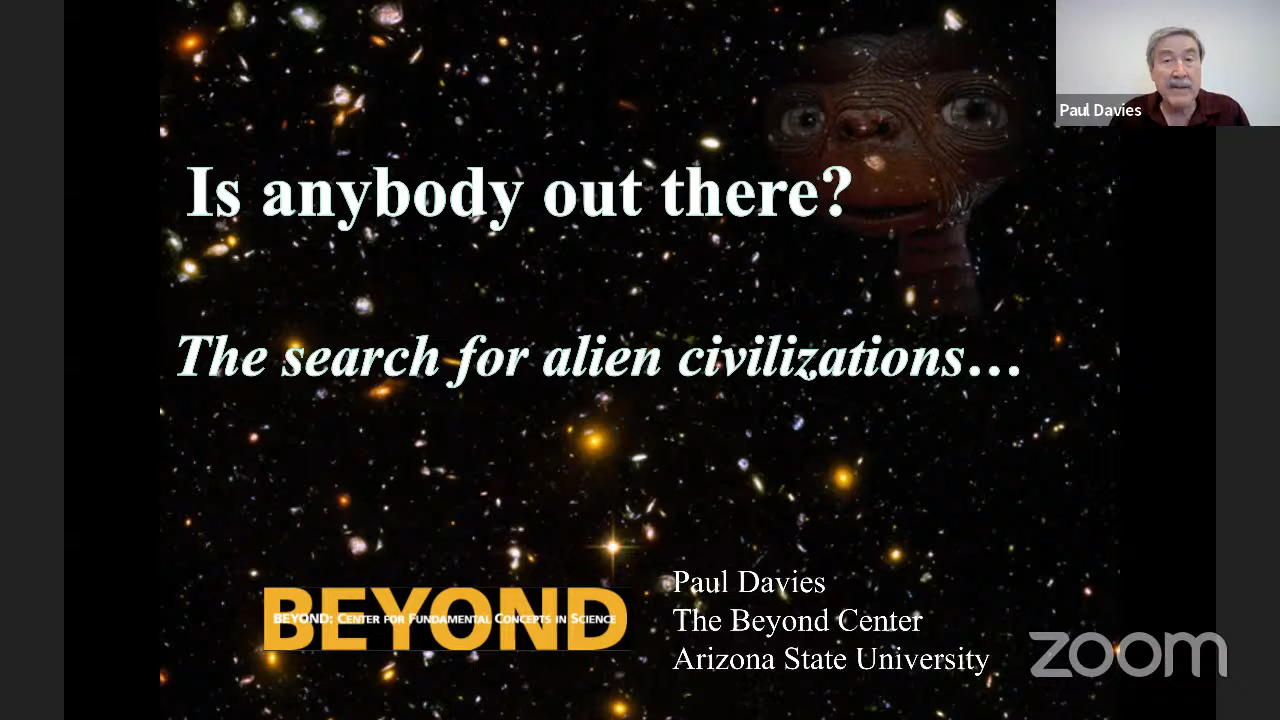 Paul Davies
Is anybody out there?
The search for alien civilizations…
BEYOND
BEYOND: CENTER FOR FUNDAMENTAL CONCEPTS IN SCIENCE
Paul Davies
The Beyond Center
Arizona State University
zoom